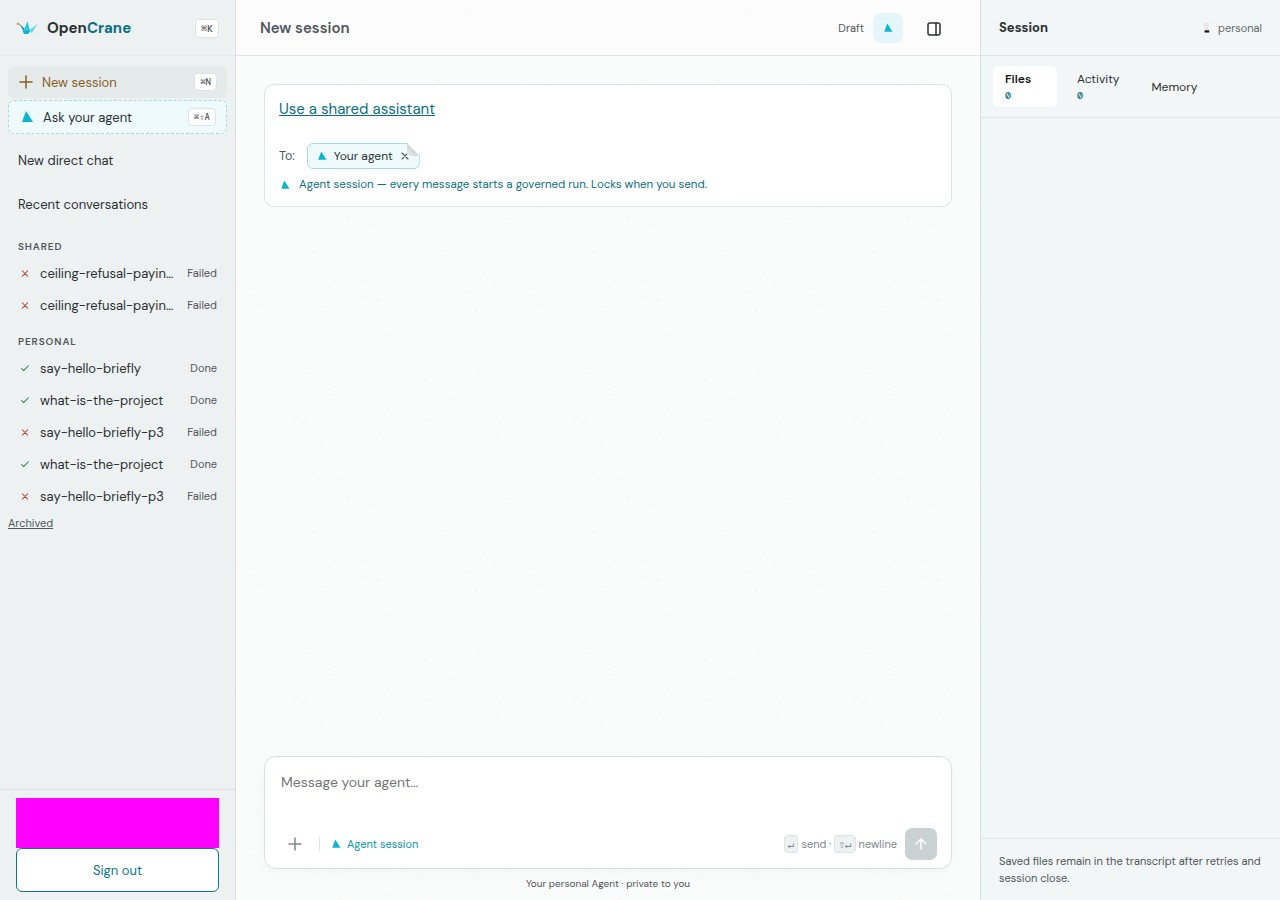 OpenCrane
⌘K
New session
⌘N
Ask your agent
⌘⇧A
New direct chat
Recent conversations
SHARED
ceiling-refusal-payin… Failed
ceiling-refusal-payin… Failed
PERSONAL
say-hello-briefly Done
what-is-the-project Done
say-hello-briefly-p3 Failed
what-is-the-project Done
say-hello-briefly-p3 Failed
Archived
Sign out
New session
Draft
Use a shared assistant
To: Your agent ×
Agent session — every message starts a governed run. Locks when you send.
Message your agent…
Agent session
↵ send · ⇧↵ newline
Your personal Agent · private to you
Session
personal
Files
0
Activity
0
Memory
Saved files remain in the transcript after retries and
session close.